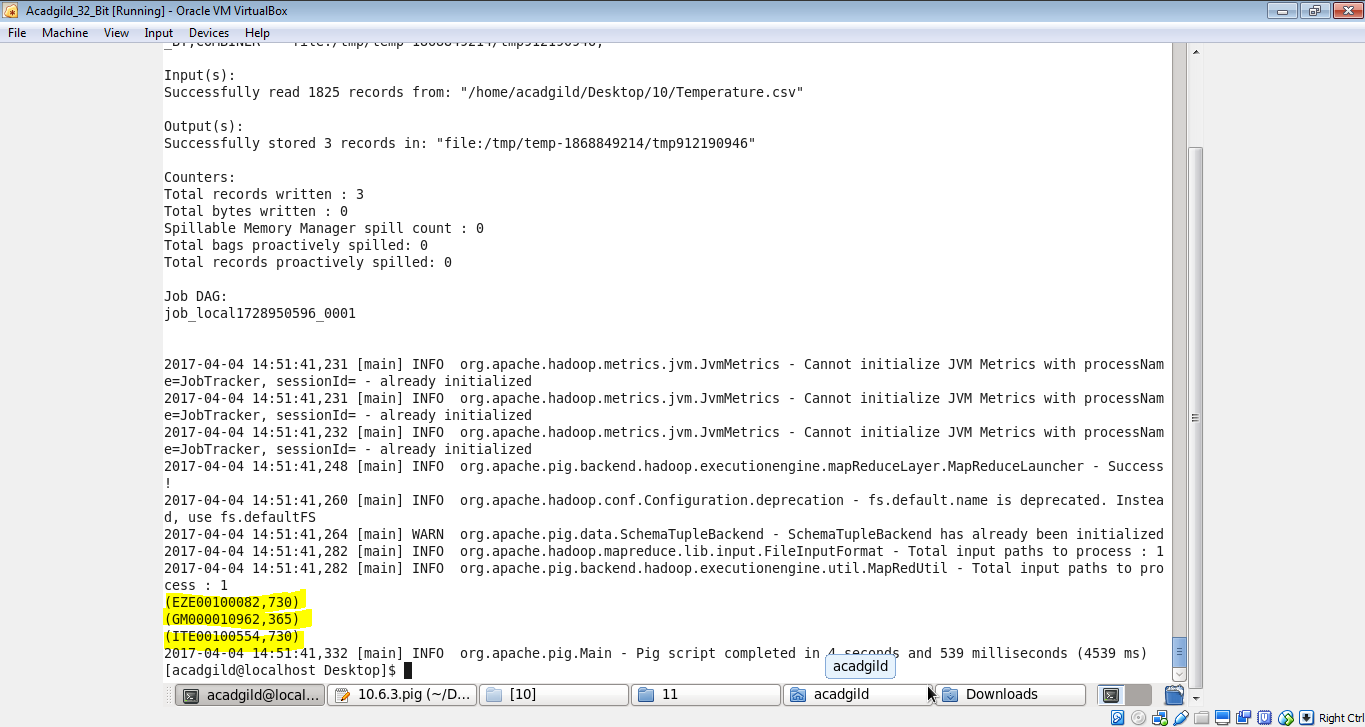 Acadgild_32_Bit [Running] - Oracle VM VirtualBox
File Machine View Input Devices Help
Input(s):
Successfully read 1825 records from: "/home/acadgild/Desktop/10/Temperature.csv"
Output(s):
Successfully stored 3 records in: "file:/tmp/temp-1868849214/tmp912190946"
Counters:
Total records written : 3
Total bytes written : 0
Spillable Memory Manager spill count : 0
Total bags proactively spilled: 0
Total records proactively spilled: 0
Job DAG:
job_local1728950596_0001
2017-04-04 14:51:41,231 [main] INFO  org.apache.hadoop.metrics.jvm.JvmMetrics - Cannot initialize JVM Metrics with processNam
e=JobTracker, sessionId= - already initialized
2017-04-04 14:51:41,231 [main] INFO  org.apache.hadoop.metrics.jvm.JvmMetrics - Cannot initialize JVM Metrics with processNam
e=JobTracker, sessionId= - already initialized
2017-04-04 14:51:41,232 [main] INFO  org.apache.hadoop.metrics.jvm.JvmMetrics - Cannot initialize JVM Metrics with processNam
e=JobTracker, sessionId= - already initialized
2017-04-04 14:51:41,248 [main] INFO  org.apache.pig.backend.hadoop.executionengine.mapReduceLayer.MapReduceLauncher - Success
!
2017-04-04 14:51:41,260 [main] INFO  org.apache.hadoop.conf.Configuration.deprecation - fs.default.name is deprecated. Instea
d, use fs.defaultFS
2017-04-04 14:51:41,264 [main] WARN  org.apache.pig.data.SchemaTupleBackend - SchemaTupleBackend has already been initialized
2017-04-04 14:51:41,282 [main] INFO  org.apache.hadoop.mapreduce.lib.input.FileInputFormat - Total input paths to process : 1
2017-04-04 14:51:41,282 [main] INFO  org.apache.pig.backend.hadoop.executionengine.util.MapRedUtil - Total input paths to pro
cess : 1
(EZE00100082,730)
(GM000010962,365)
(ITE00100554,730)
2017-04-04 14:51:41,332 [main] INFO  org.apache.pig.Main - Pig script completed in 4 seconds and 539 milliseconds (4539 ms)
[acadgild@localhost Desktop]$
acadgild
acadgild@local... 10.6.3.pig (~/D... [10] 11 acadgild Downloads
Right Ctrl